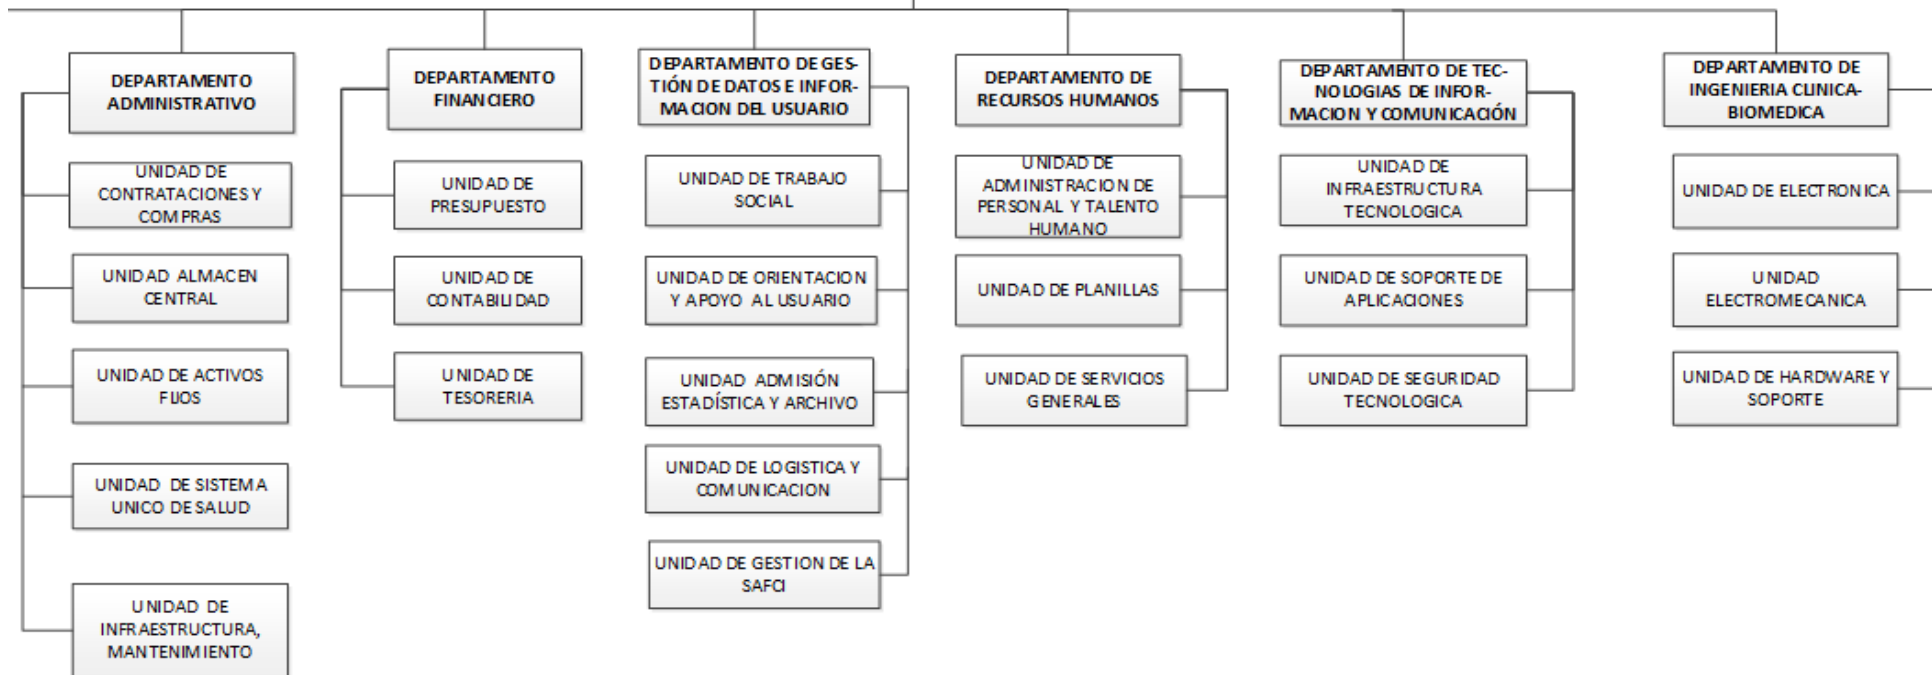 DEPARTAMENTO
ADMINISTRATIVO
UNIDAD DE
CONTRATACIONES Y
COMPRAS
UNIDAD ALMACEN
CENTRAL
UNIDAD DE ACTIVOS
FIJOS
UNIDAD DE SISTEMA
UNICO DE SALUD
UNIDAD DE
INFRAESTRUCTURA,
MANTENIMIENTO
DEPARTAMENTO
FINANCIERO
UNIDAD DE
PRESUPUESTO
UNIDAD DE
CONTABILIDAD
UNIDAD DE
TESORERIA
DEPARTAMENTO DE GES-
TIÓN DE DATOS E INFOR-
MACION DEL USUARIO
UNIDAD DE TRABAJO
SOCIAL
UNIDAD DE ORIENTACION
Y APOYO AL USUARIO
UNIDAD ADMISIÓN
ESTADÍSTICA Y ARCHIVO
UNIDAD DE LOGISTICA Y
COMUNICACION
UNIDAD DE GESTION DE LA
SAFCI
DEPARTAMENTO DE
RECURSOS HUMANOS
UNIDAD DE
ADMINISTRACION DE
PERSONAL Y TALENTO
HUMANO
UNIDAD DE PLANILLAS
UNIDAD DE SERVICIOS
GENERALES
DEPARTAMENTO DE TEC-
NOLOGIAS DE INFOR-
MACION Y COMUNICACIÓN
UNIDAD DE
INFRAESTRUCTURA
TECNOLOGICA
UNIDAD DE SOPORTE DE
APLICACIONES
UNIDAD DE SEGURIDAD
TECNOLOGICA
DEPARTAMENTO DE
INGENIERIA CLINICA-
BIOMEDICA
UNIDAD DE ELECTRONICA
UNIDAD
ELECTROMECANICA
UNIDAD DE HARDWARE Y
SOPORTE